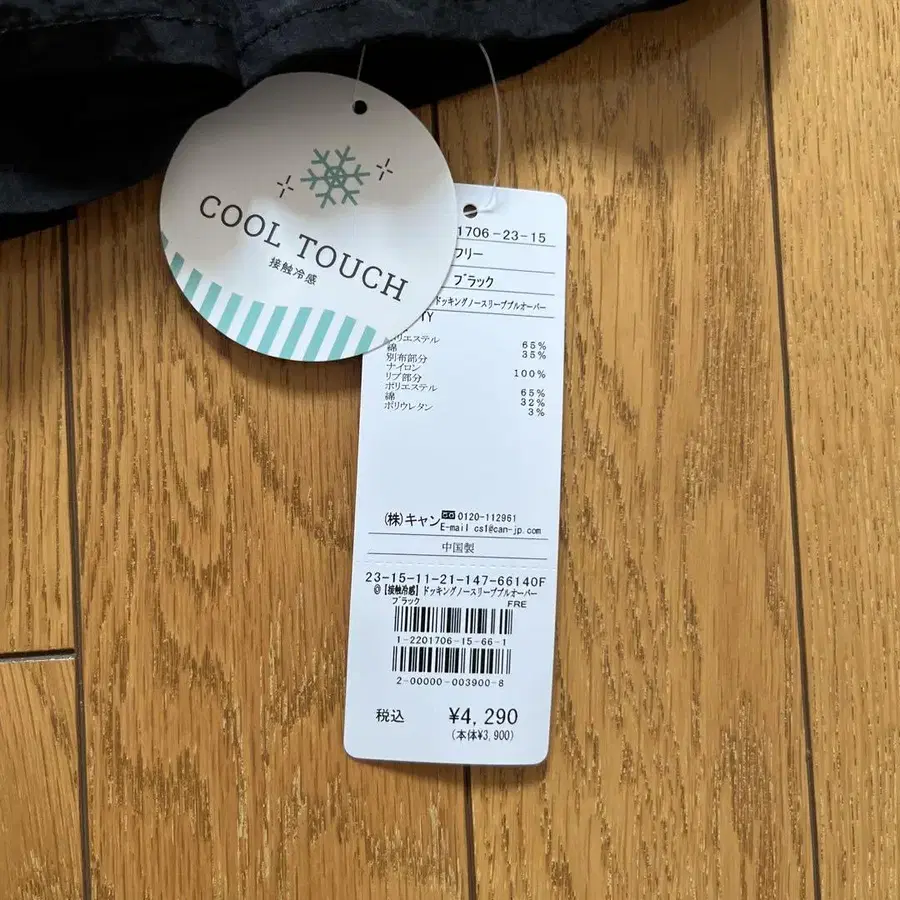 COOL TOUCH
接触冷感
1706-23-15
フリー
ブラック
ドッキングノースリーブプルオーバー
TY
ポリエステル 65%
綿 35%
別布部分
ナイロン 100%
リブ部分
ポリエステル 65%
綿 32%
ポリウレタン 3%
(株)キャン 0120-112961
E-mail cs1@can-jp.com
中国製
23-15-11-21-147-66140F
◎【接触冷感】ドッキングノースリーブプルオーバー
ブラック FRE
1-2201706-15-66-1
2-00000-003900-8
税込 ¥4,290
(本体¥3,900)